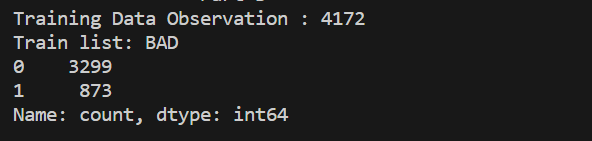 Training Data Observation : 4172
Train list: BAD
0    3299
1     873
Name: count, dtype: int64